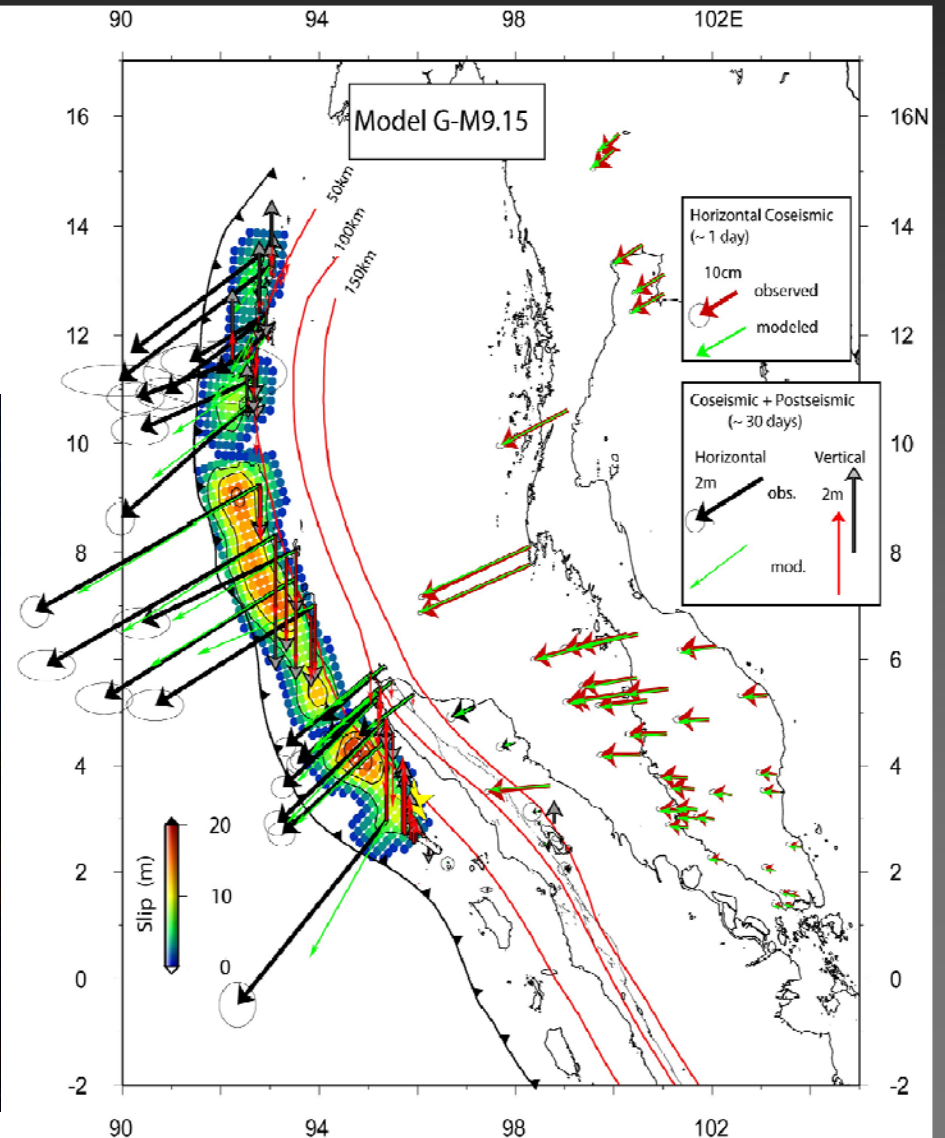 90 94 98 102E
16 16N
Model G-M9.15
50km
100km
150km
14 14
12 12
10 10
8 8
6 6
4 4
2 2
0 0
-2 -2
Horizontal Coseismic
(~ 1 day)
10cm
observed
modeled
Coseismic + Postseismic
(~ 30 days)
Horizontal Vertical
2m obs. 2m
mod.
Slip (m)
20
10
0
90 94 98 102